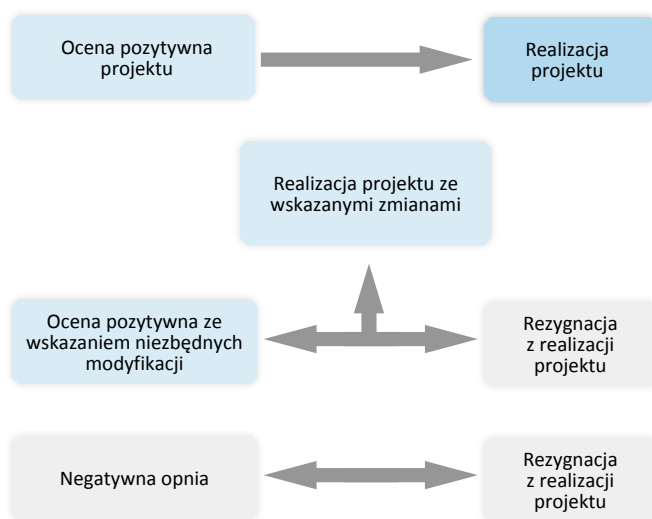 Ocena pozytywna
projektu
Realizacja
projektu
Realizacja projektu ze
wskazanymi zmianami
Ocena pozytywna ze
wskazaniem niezbędnych
modyfikacji
Rezygnacja
z realizacji
projektu
Negatywna opnia
Rezygnacja
z realizacji
projektu